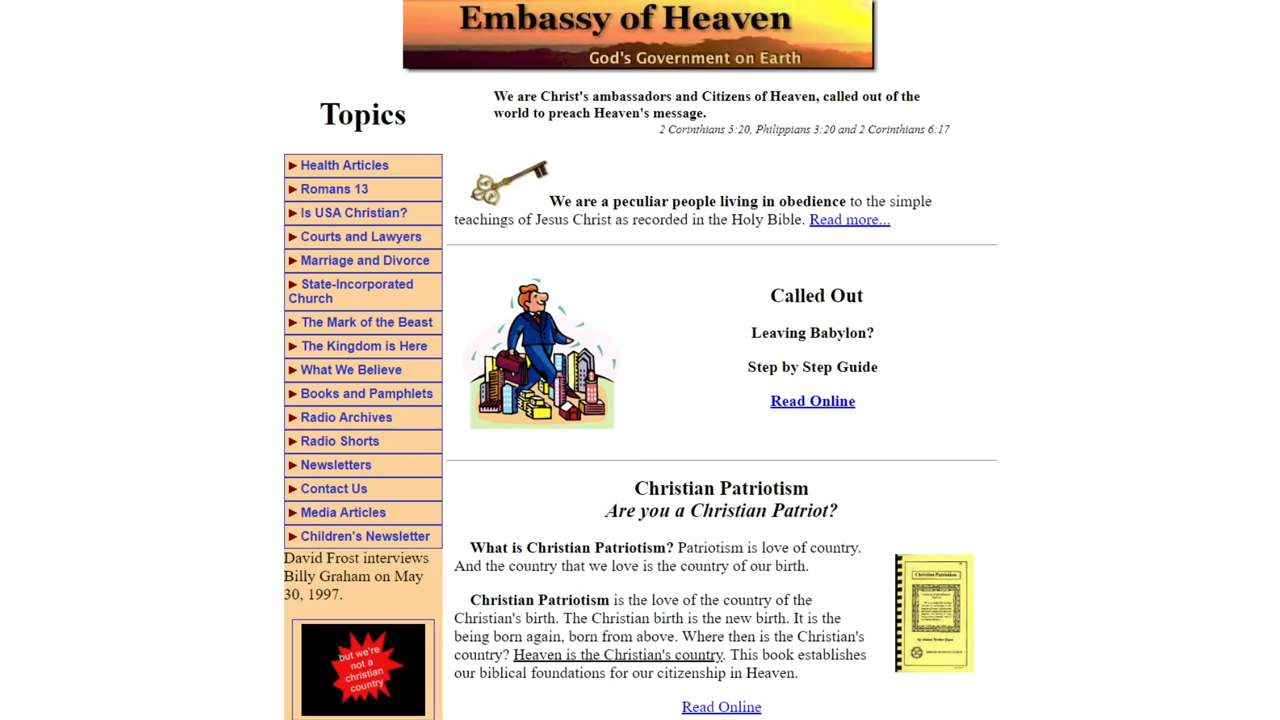 Embassy of Heaven
God's Government on Earth
Topics
Health Articles
Romans 13
Is USA Christian?
Courts and Lawyers
Marriage and Divorce
State-Incorporated
Church
The Mark of the Beast
The Kingdom is Here
What We Believe
Books and Pamphlets
Radio Archives
Radio Shorts
Newsletters
Contact Us
Media Articles
Children's Newsletter
David Frost interviews
Billy Graham on May
30, 1997.
but we're
not a
christian
country
We are Christ's ambassadors and Citizens of Heaven, called out of the
world to preach Heaven's message.
2 Corinthians 5:20, Philippians 3:20 and 2 Corinthians 6:17
We are a peculiar people living in obedience to the simple
teachings of Jesus Christ as recorded in the Holy Bible. Read more...
Called Out
Leaving Babylon?
Step by Step Guide
Read Online
Christian Patriotism
Are you a Christian Patriot?
What is Christian Patriotism? Patriotism is love of country.
And the country that we love is the country of our birth.
Christian Patriotism is the love of the country of the
Christian's birth. The Christian birth is the new birth. It is the
being born again, born from above. Where then is the Christian's
country? Heaven is the Christian's country. This book establishes
our biblical foundations for our citizenship in Heaven.
Christian Patriotism
Read Online